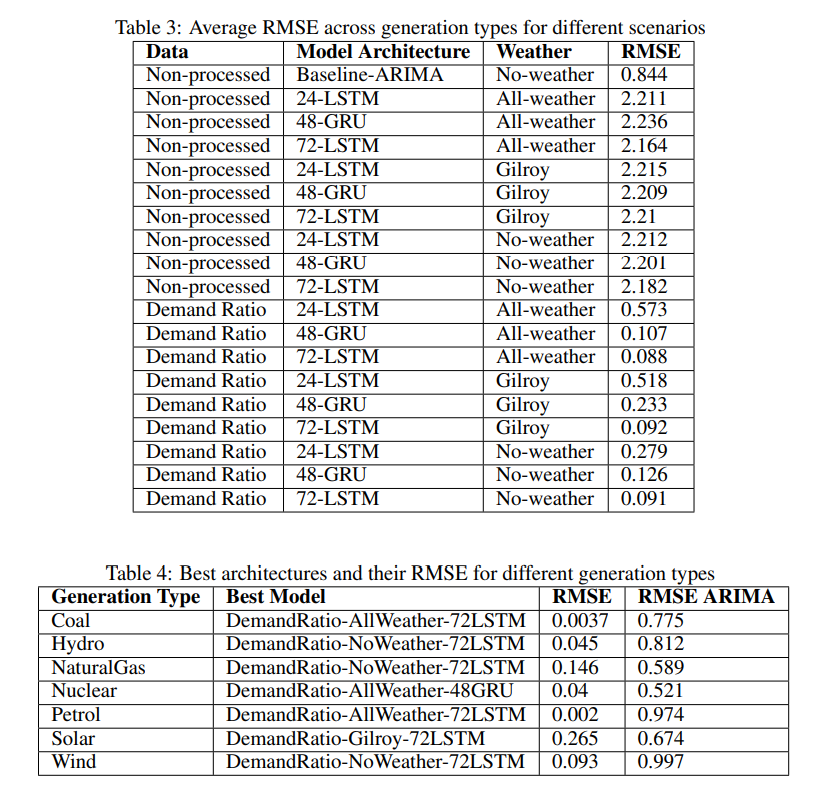 Table 3: Average RMSE across generation types for different scenarios
Data Model Architecture Weather RMSE
Non-processed Baseline-ARIMA No-weather 0.844
Non-processed 24-LSTM All-weather 2.211
Non-processed 48-GRU All-weather 2.236
Non-processed 72-LSTM All-weather 2.164
Non-processed 24-LSTM Gilroy 2.215
Non-processed 48-GRU Gilroy 2.209
Non-processed 72-LSTM Gilroy 2.21
Non-processed 24-LSTM No-weather 2.212
Non-processed 48-GRU No-weather 2.201
Non-processed 72-LSTM No-weather 2.182
Demand Ratio 24-LSTM All-weather 0.573
Demand Ratio 48-GRU All-weather 0.107
Demand Ratio 72-LSTM All-weather 0.088
Demand Ratio 24-LSTM Gilroy 0.518
Demand Ratio 48-GRU Gilroy 0.233
Demand Ratio 72-LSTM Gilroy 0.092
Demand Ratio 24-LSTM No-weather 0.279
Demand Ratio 48-GRU No-weather 0.126
Demand Ratio 72-LSTM No-weather 0.091
Table 4: Best architectures and their RMSE for different generation types
Generation Type Best Model RMSE RMSE ARIMA
Coal DemandRatio-AllWeather-72LSTM 0.0037 0.775
Hydro DemandRatio-NoWeather-72LSTM 0.045 0.812
NaturalGas DemandRatio-NoWeather-72LSTM 0.146 0.589
Nuclear DemandRatio-AllWeather-48GRU 0.04 0.521
Petrol DemandRatio-AllWeather-72LSTM 0.002 0.974
Solar DemandRatio-Gilroy-72LSTM 0.265 0.674
Wind DemandRatio-NoWeather-72LSTM 0.093 0.997